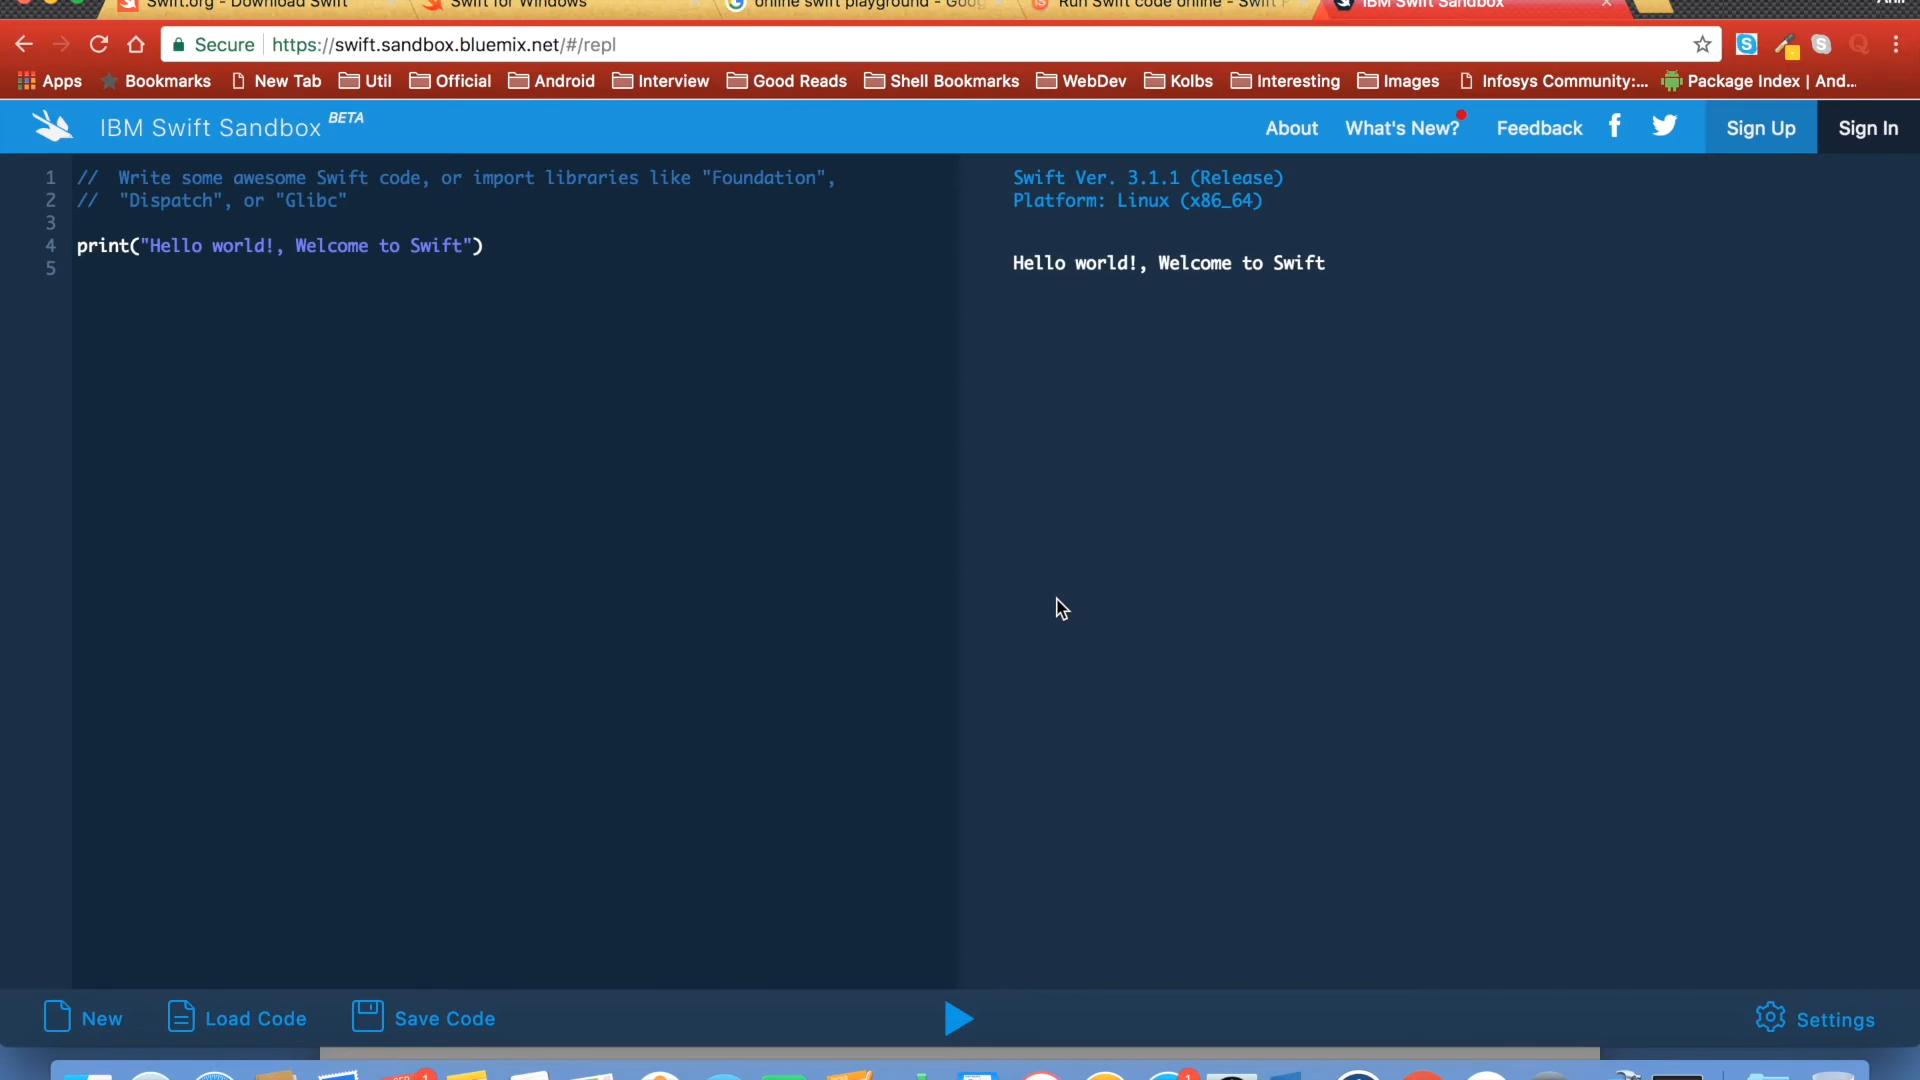 Swift.org - Download Swift
Swift for Windows
online swift playground - Goog
Run Swift code online - Swift P
IBM Swift Sandbox
Secure
https://swift.sandbox.bluemix.net/#/repl
Apps
Bookmarks
New Tab
Util
Official
Android
Interview
Good Reads
Shell Bookmarks
WebDev
Kolbs
Interesting
Images
Infosys Community:...
Package Index | And...
IBM Swift Sandbox BETA
About
What's New?
Feedback
Sign Up
Sign In
1 // Write some awesome Swift code, or import libraries like "Foundation",
2 // "Dispatch", or "Glibc"
3
4 print("Hello world!, Welcome to Swift")
5
Swift Ver. 3.1.1 (Release)
Platform: Linux (x86_64)
Hello world!, Welcome to Swift
New
Load Code
Save Code
Settings